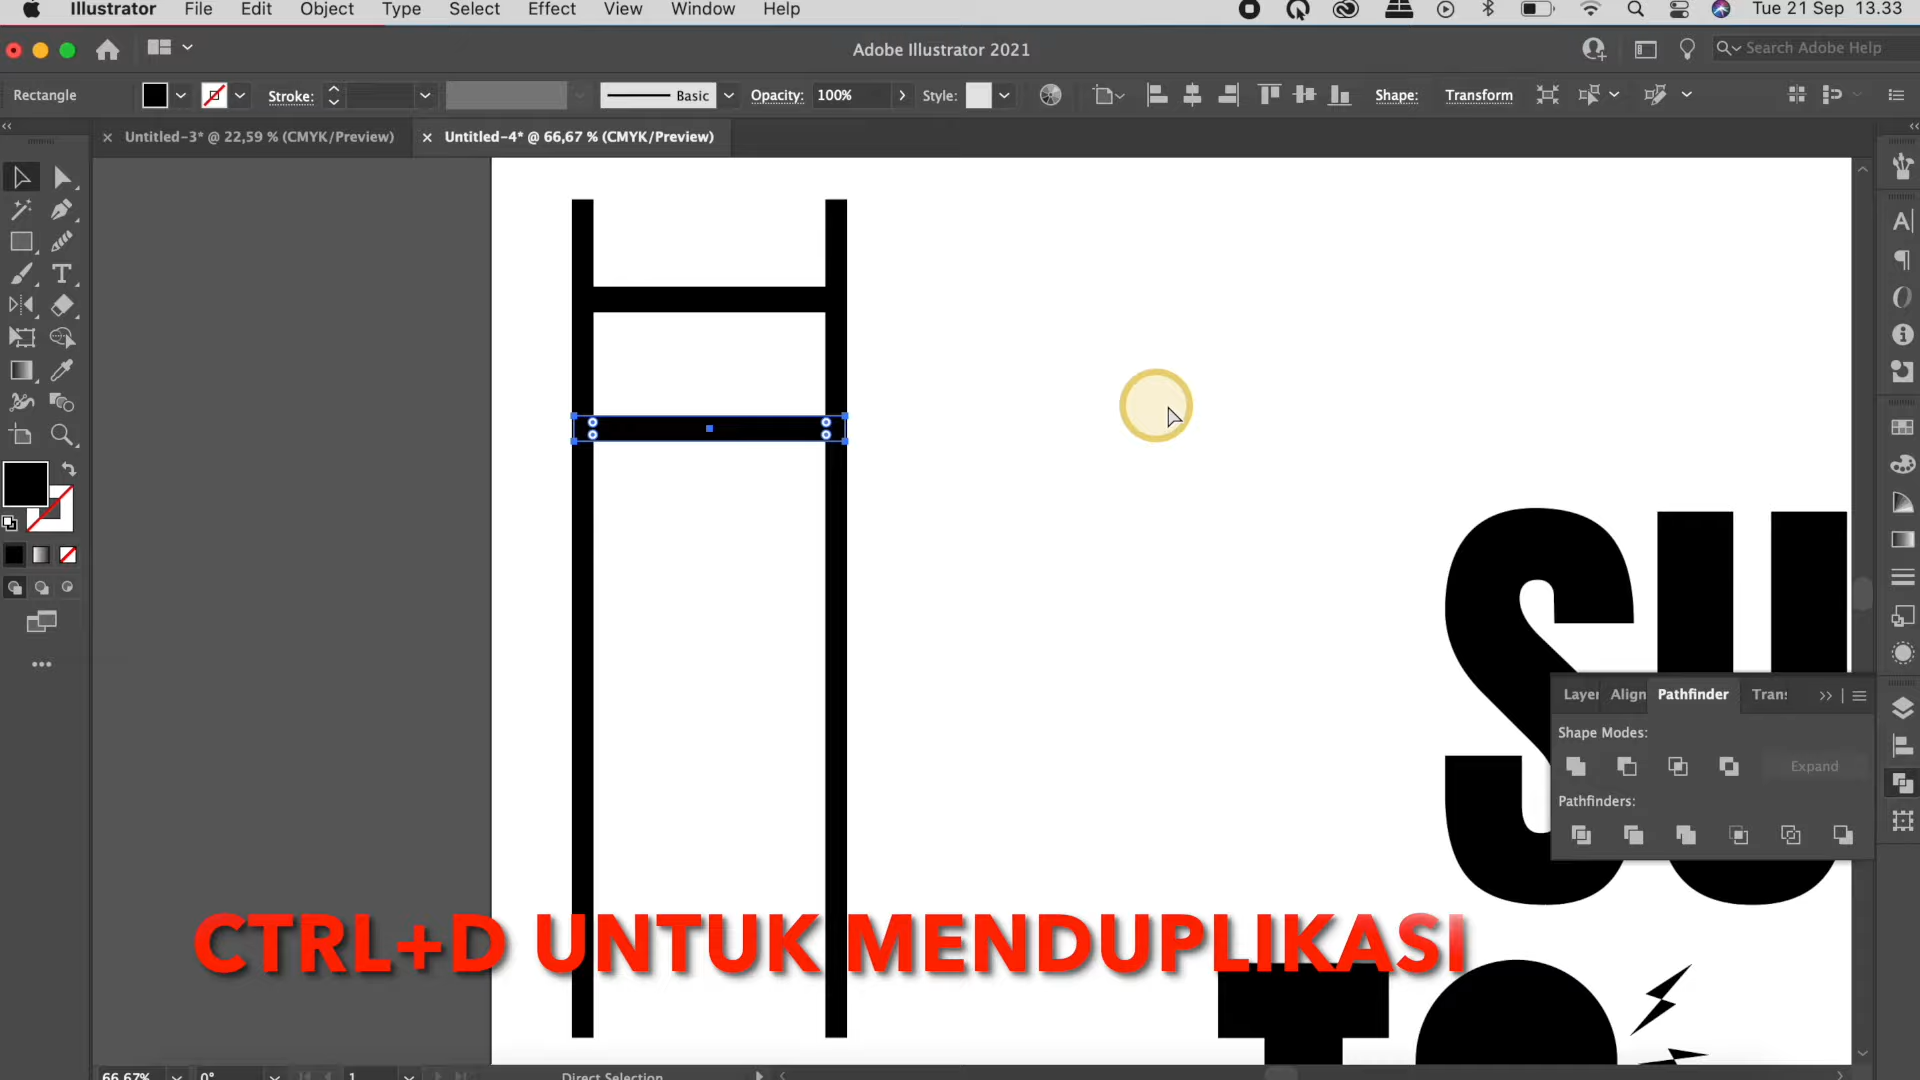 Illustrator File Edit Object Type Select Effect View Window Help Tue 21 Sep 13.33
Adobe Illustrator 2021 Search Adobe Help
Rectangle Stroke: Basic Opacity: 100% Style: Shape: Transform
Untitled-3* @ 22,59 % (CMYK/Preview) Untitled-4* @ 66,67 % (CMYK/Preview)
SU
Layer Align Pathfinder Trans
Shape Modes:
Expand
Pathfinders:
CTRL+D UNTUK MENDUPLIKASI
TO
66,67% 0° 1 Direct Selection